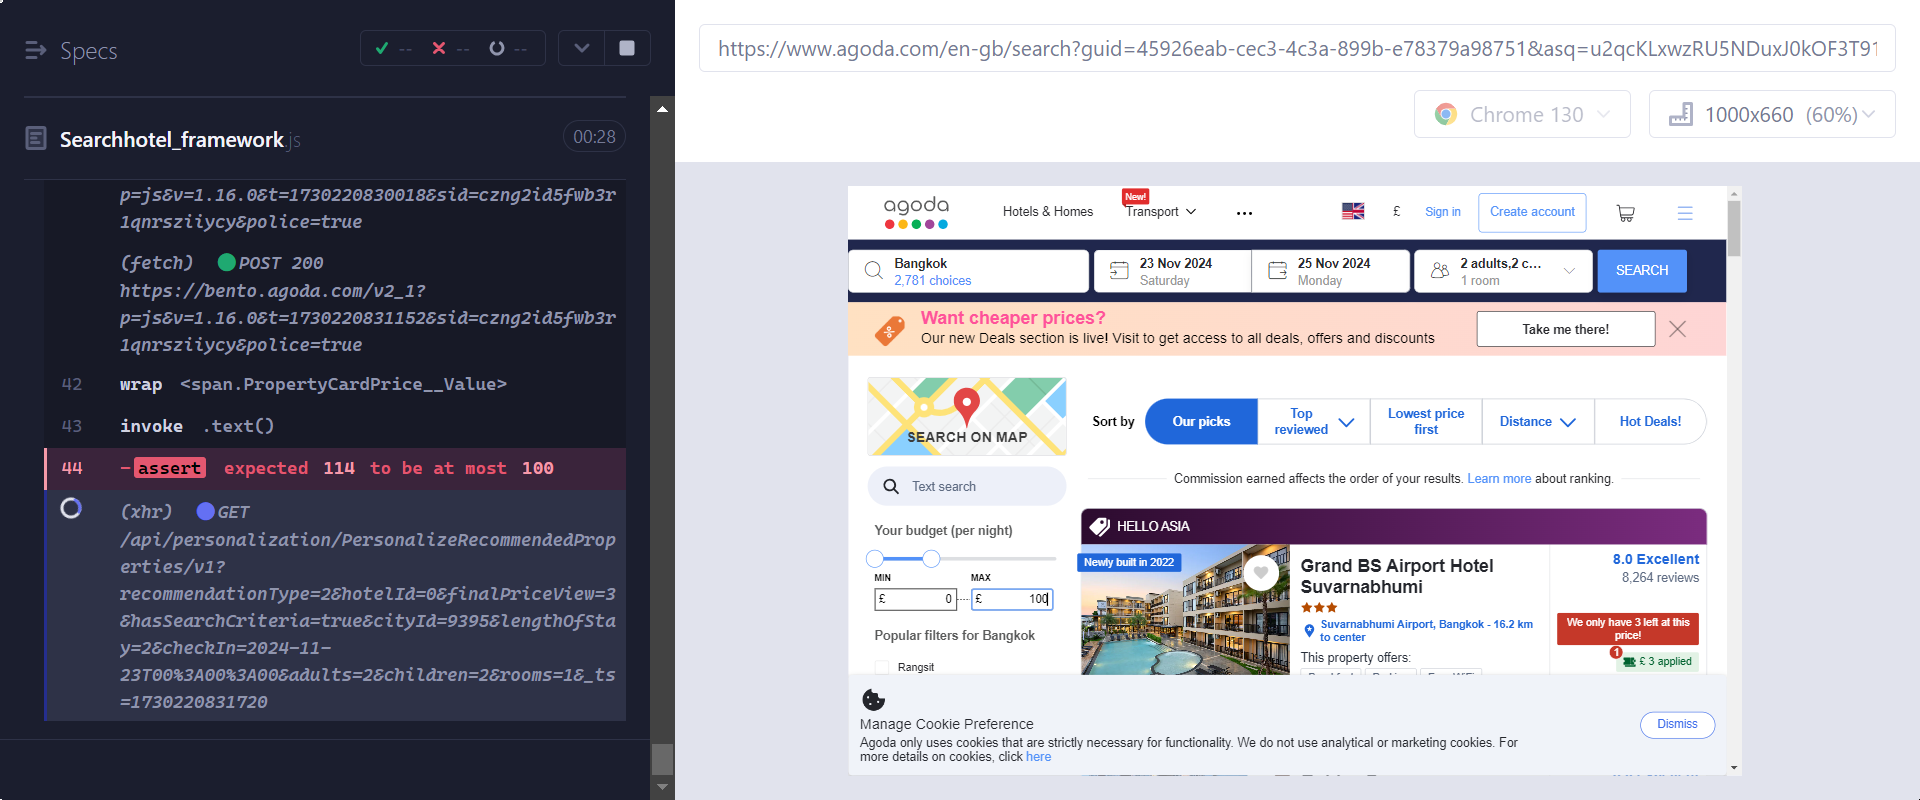 Specs
--
--
--
Searchhotel_framework.js
00:28
p=js&v=1.16.0&t=1730220830018&sid=czng2id5fwb3r
1qnrsziiycy&police=true
(fetch) POST 200
https://bento.agoda.com/v2_1?
p=js&v=1.16.0&t=1730220831152&sid=czng2id5fwb3r
1qnrsziiycy&police=true
42 wrap <span.PropertyCardPrice__Value>
43 invoke .text()
44 -assert expected 114 to be at most 100
(xhr) GET
/api/personalization/PersonalizeRecommendedProp
erties/v1?
recommendationType=2&hotelId=0&finalPriceView=3
&hasSearchCriteria=true&cityId=9395&lengthOfSta
y=2&checkIn=2024-11-
23T00%3A00%3A00&adults=2&children=2&rooms=1&_ts
=1730220831720
https://www.agoda.com/en-gb/search?guid=45926eab-cec3-4c3a-899b-e78379a98751&asq=u2qcKLxwzRU5NDuxJ0kOF3T91
Chrome 130
1000x660 (60%)
agoda
Hotels & Homes
New!
Transport
...
£
Sign in
Create account
Bangkok
2,781 choices
23 Nov 2024
Saturday
25 Nov 2024
Monday
2 adults,2 c...
1 room
SEARCH
Want cheaper prices?
Our new Deals section is live! Visit to get access to all deals, offers and discounts
Take me there!
SEARCH ON MAP
Sort by
Our picks
Top
reviewed
Lowest price
first
Distance
Hot Deals!
Text search
Commission earned affects the order of your results. Learn more about ranking.
Your budget (per night)
MIN
MAX
£ 0
£ 100
Popular filters for Bangkok
Rangsit
HELLO ASIA
Newly built in 2022
Grand BS Airport Hotel
Suvarnabhumi
Suvarnabhumi Airport, Bangkok - 16.2 km
to center
This property offers:
8.0 Excellent
8,264 reviews
We only have 3 left at this
price!
1
£ 3 applied
Manage Cookie Preference
Agoda only uses cookies that are strictly necessary for functionality. We do not use analytical or marketing cookies. For
more details on cookies, click here
Dismiss